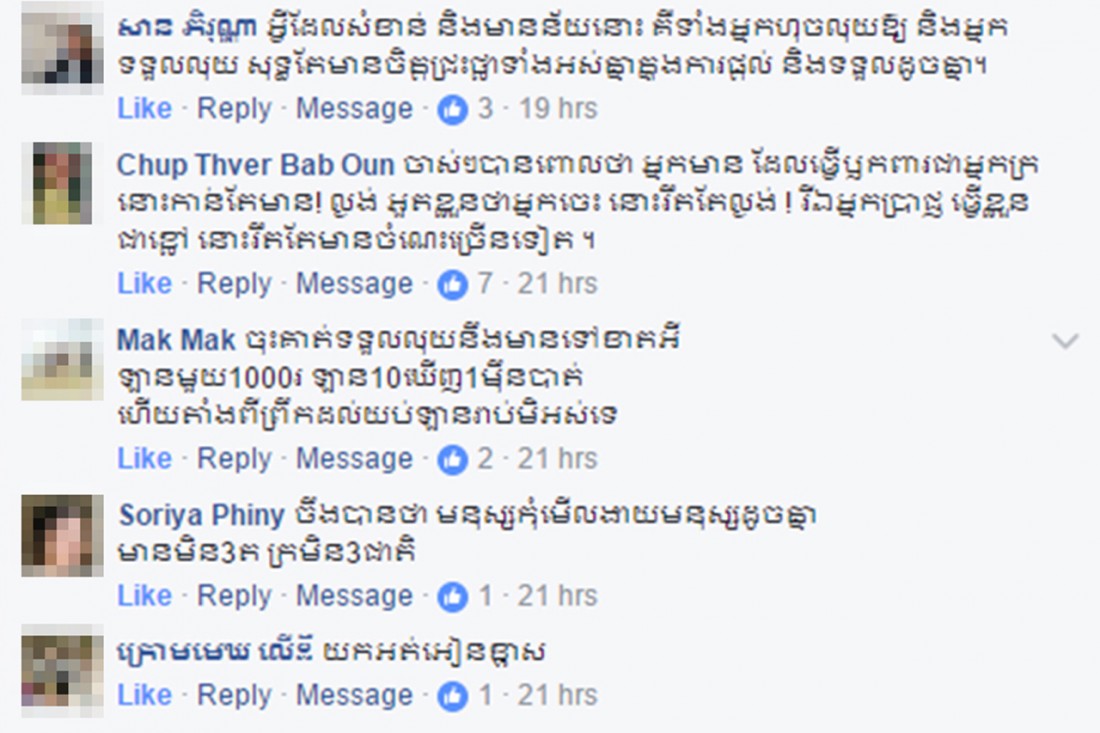 សាន ភិរុណ្ណា អ្វីដែលសំខាន់ និងមានន័យនោះ គឺទាំងអ្នកហុចលុយឱ្យ និងអ្នក
ទទួលលុយ សុទ្ធតែមានចិត្តជ្រះថ្លាទាំងអស់គ្នាក្នុងការផ្តល់ និងទទួលដូចគ្នា។
Like · Reply · Message · 3 · 19 hrs
Chup Thver Bab Oun ចាស់ៗបានពោលថា អ្នកមាន ដែលធ្វើឫកពារជាអ្នកក្រ
នោះកាន់តែមាន! ល្ងង់ អួតខ្លួនថាអ្នកចេះ នោះរឹតតែល្ងង់ ! រីឯអ្នកប្រាជ្ញ ធ្វើខ្លួន
ជាខ្លៅ នោះរឹតតែមានចំណេះច្រើនទៀត ។
Like · Reply · Message · 7 · 21 hrs
Mak Mak ចុះគាត់ទទួលលុយនឹងមានទៅខាតអី
ឡានមួយ1000រ ឡាន10ឃើញ1ម៉ឺនបាត់
ហើយតាំងពីព្រឹកដល់យប់ឡានរាប់មិអស់ទេ
Like · Reply · Message · 2 · 21 hrs
Soriya Phiny ចឹងបានថា មនុស្សកុំមើលងាយមនុស្សដូចគ្នា
មានមិន3ត ក្រមិន3ជាតិ
Like · Reply · Message · 1 · 21 hrs
ក្រោមមេឃ លើឌី យកអត់អៀនខ្មាស
Like · Reply · Message · 1 · 21 hrs